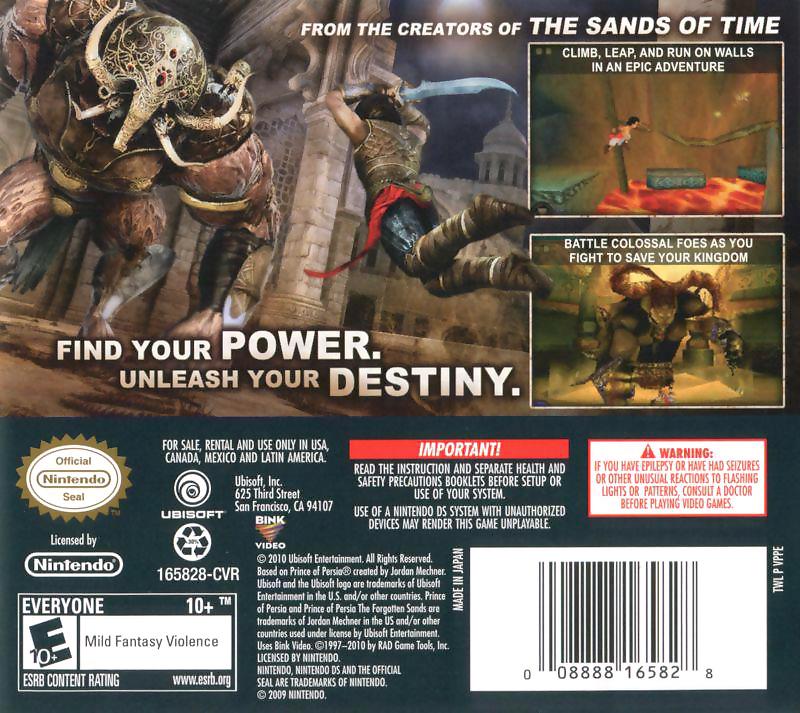 FROM THE CREATORS OF THE SANDS OF TIME
CLIMB, LEAP, AND RUN ON WALLS
IN AN EPIC ADVENTURE
BATTLE COLOSSAL FOES AS YOU
FIGHT TO SAVE YOUR KINGDOM
FIND YOUR POWER.
UNLEASH YOUR DESTINY.
Official
Nintendo
Seal
TM
Licensed by
Nintendo®
FOR SALE, RENTAL AND USE ONLY IN USA,
CANADA, MEXICO AND LATIN AMERICA.
UBISOFT
Ubisoft, Inc.
625 Third Street
San Francisco, CA 94107
30%
165828-CVR
BINK
VIDEO
IMPORTANT!
READ THE INSTRUCTION AND SEPARATE HEALTH AND
SAFETY PRECAUTIONS BOOKLETS BEFORE SETUP OR
USE OF YOUR SYSTEM.
USE OF A NINTENDO DS SYSTEM WITH UNAUTHORIZED
DEVICES MAY RENDER THIS GAME UNPLAYABLE.
WARNING:
IF YOU HAVE EPILEPSY OR HAVE HAD SEIZURES
OR OTHER UNUSUAL REACTIONS TO FLASHING
LIGHTS OR PATTERNS, CONSULT A DOCTOR
BEFORE PLAYING VIDEO GAMES.
© 2010 Ubisoft Entertainment. All Rights Reserved.
Based on Prince of Persia® created by Jordan Mechner.
Ubisoft and the Ubisoft logo are trademarks of Ubisoft
Entertainment in the U.S. and/or other countries. Prince
of Persia and Prince of Persia The Forgotten Sands are
trademarks of Jordan Mechner in the US and/or other
countries used under license by Ubisoft Entertainment.
Uses Bink Video. ©1997–2010 by RAD Game Tools, Inc.
LICENSED BY NINTENDO.
NINTENDO, NINTENDO DS AND THE OFFICIAL
SEAL ARE TRADEMARKS OF NINTENDO.
© 2009 NINTENDO.
EVERYONE 10+ ™
E
10+
Mild Fantasy Violence
ESRB CONTENT RATING www.esrb.org
MADE IN JAPAN
0 08888 16582 8
TWL P VPPE